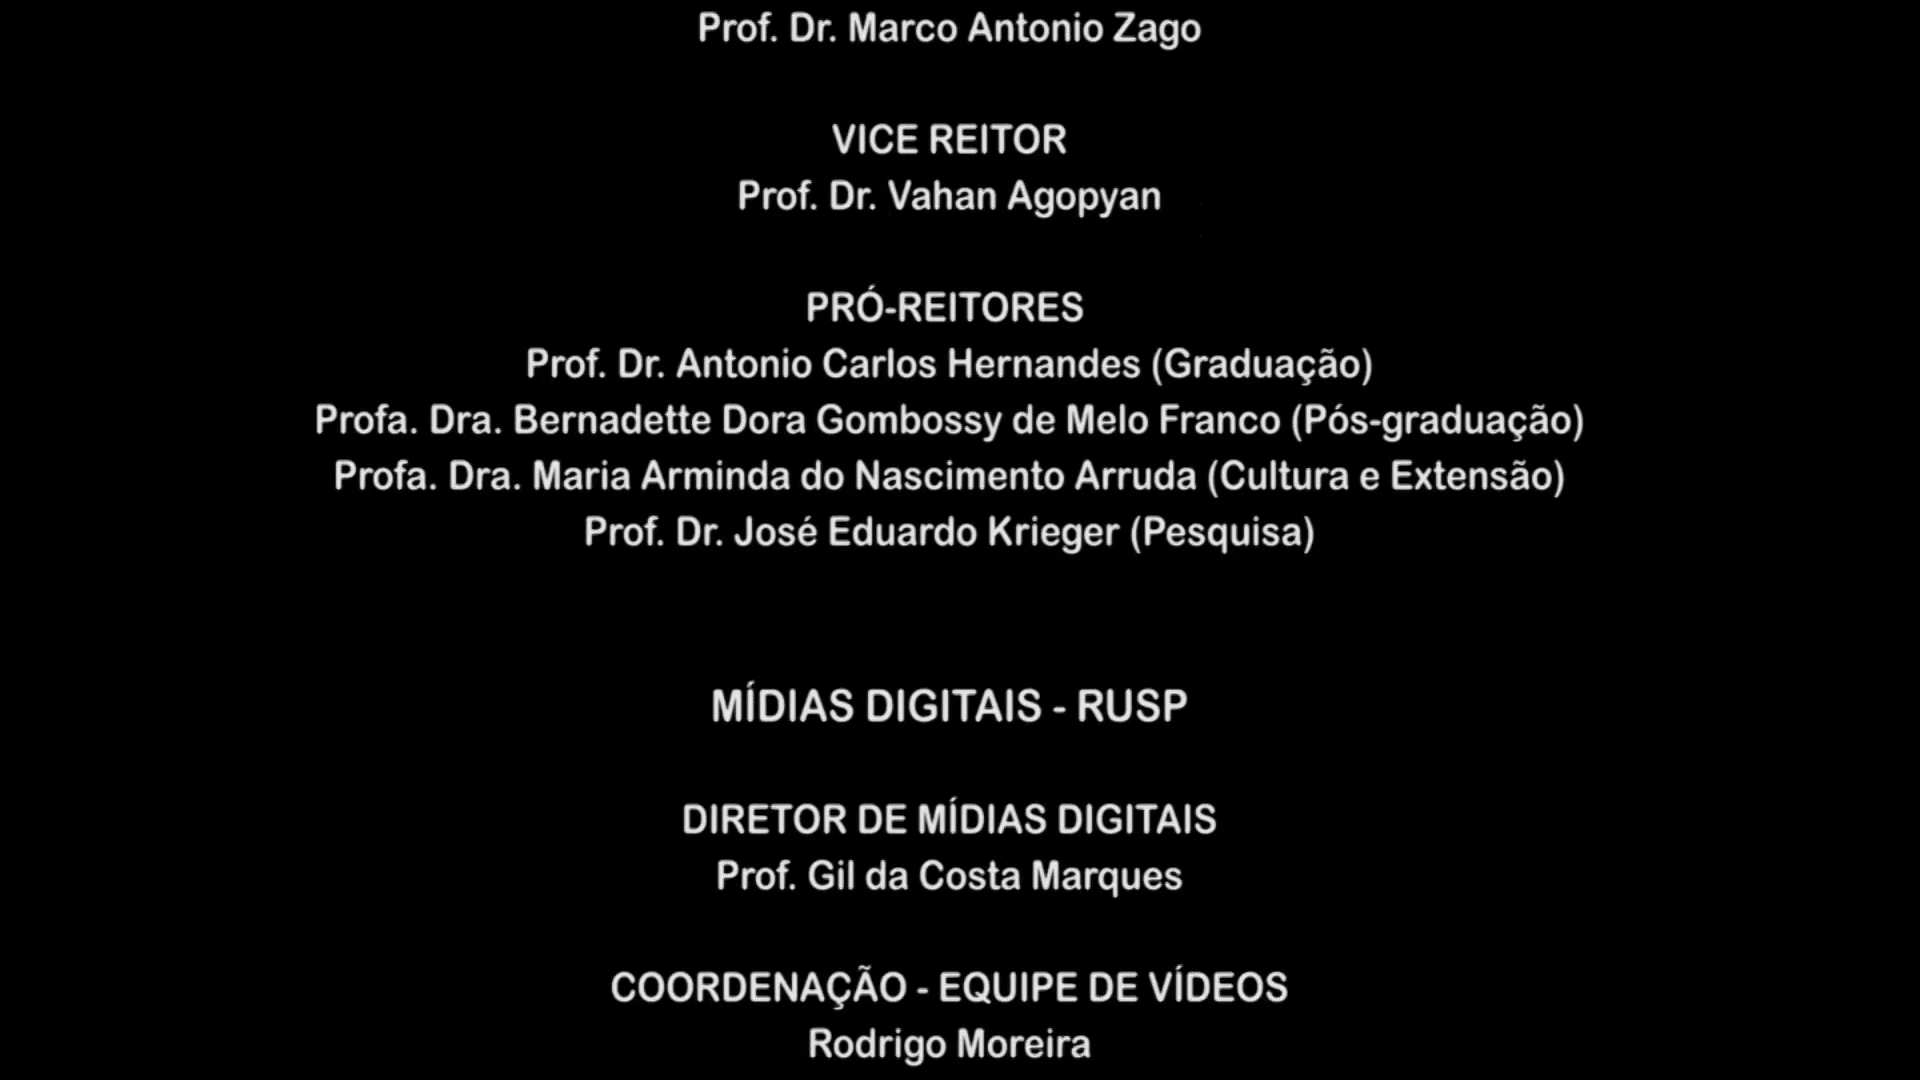 Prof. Dr. Marco Antonio Zago
VICE REITOR
Prof. Dr. Vahan Agopyan
PRÓ-REITORES
Prof. Dr. Antonio Carlos Hernandes (Graduação)
Profa. Dra. Bernadette Dora Gombossy de Melo Franco (Pós-graduação)
Profa. Dra. Maria Arminda do Nascimento Arruda (Cultura e Extensão)
Prof. Dr. José Eduardo Krieger (Pesquisa)
MÍDIAS DIGITAIS - RUSP
DIRETOR DE MÍDIAS DIGITAIS
Prof. Gil da Costa Marques
COORDENAÇÃO - EQUIPE DE VÍDEOS
Rodrigo Moreira